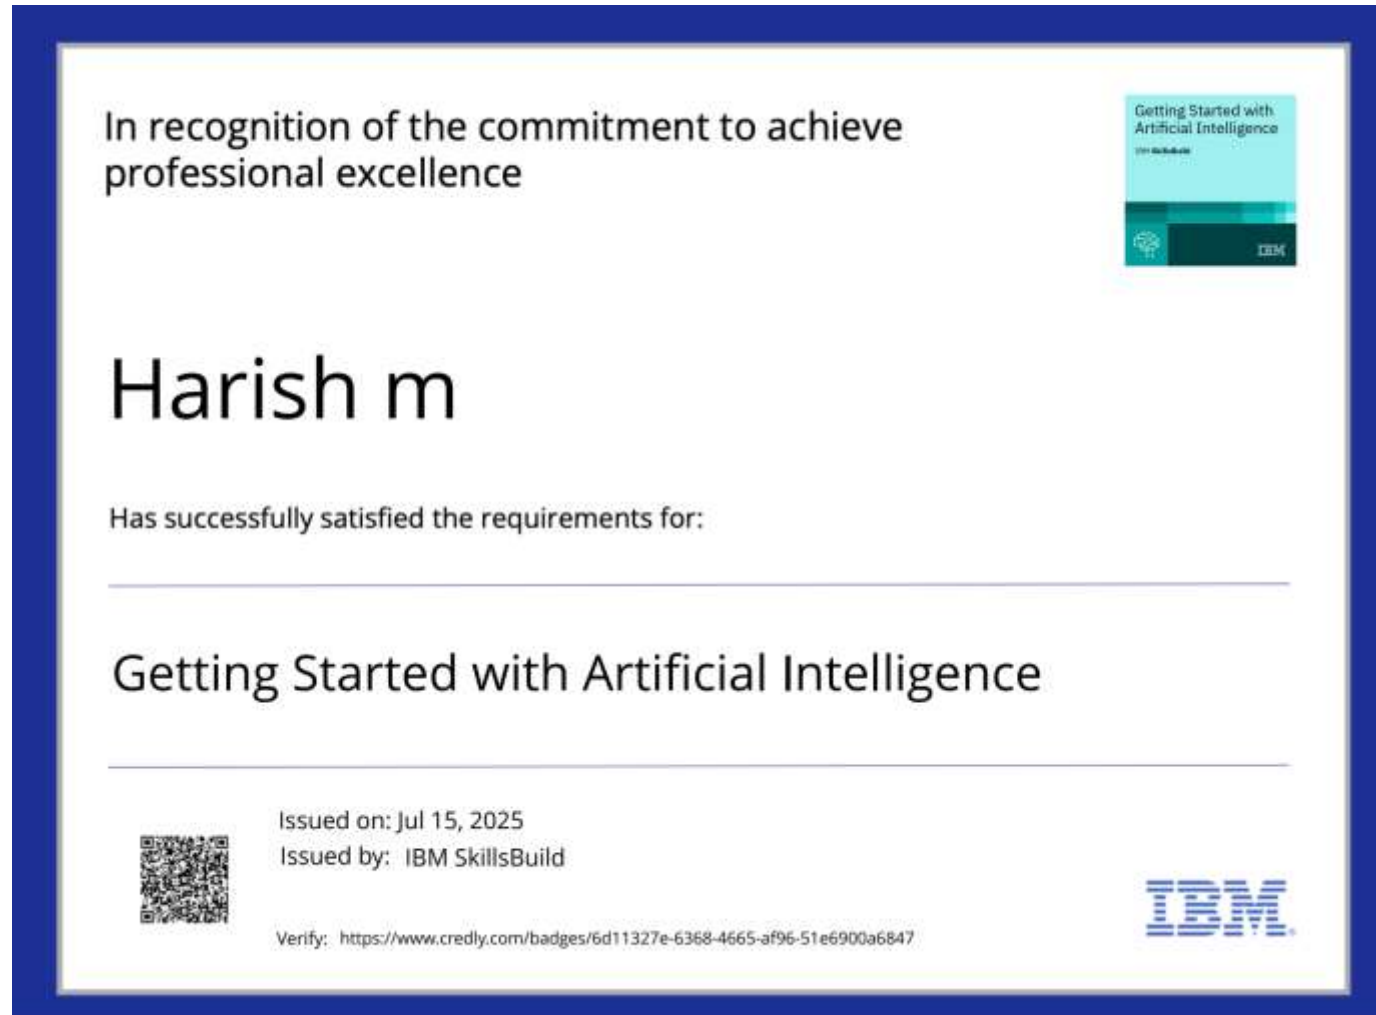 In recognition of the commitment to achieve
professional excellence
Getting Started with
Artificial Intelligence
IBM SkillsBuild
IBM
Harish m
Has successfully satisfied the requirements for:
Getting Started with Artificial Intelligence
Issued on: Jul 15, 2025
Issued by: IBM SkillsBuild
Verify: https://www.credly.com/badges/6d11327e-6368-4665-af96-51e6900a6847
IBM